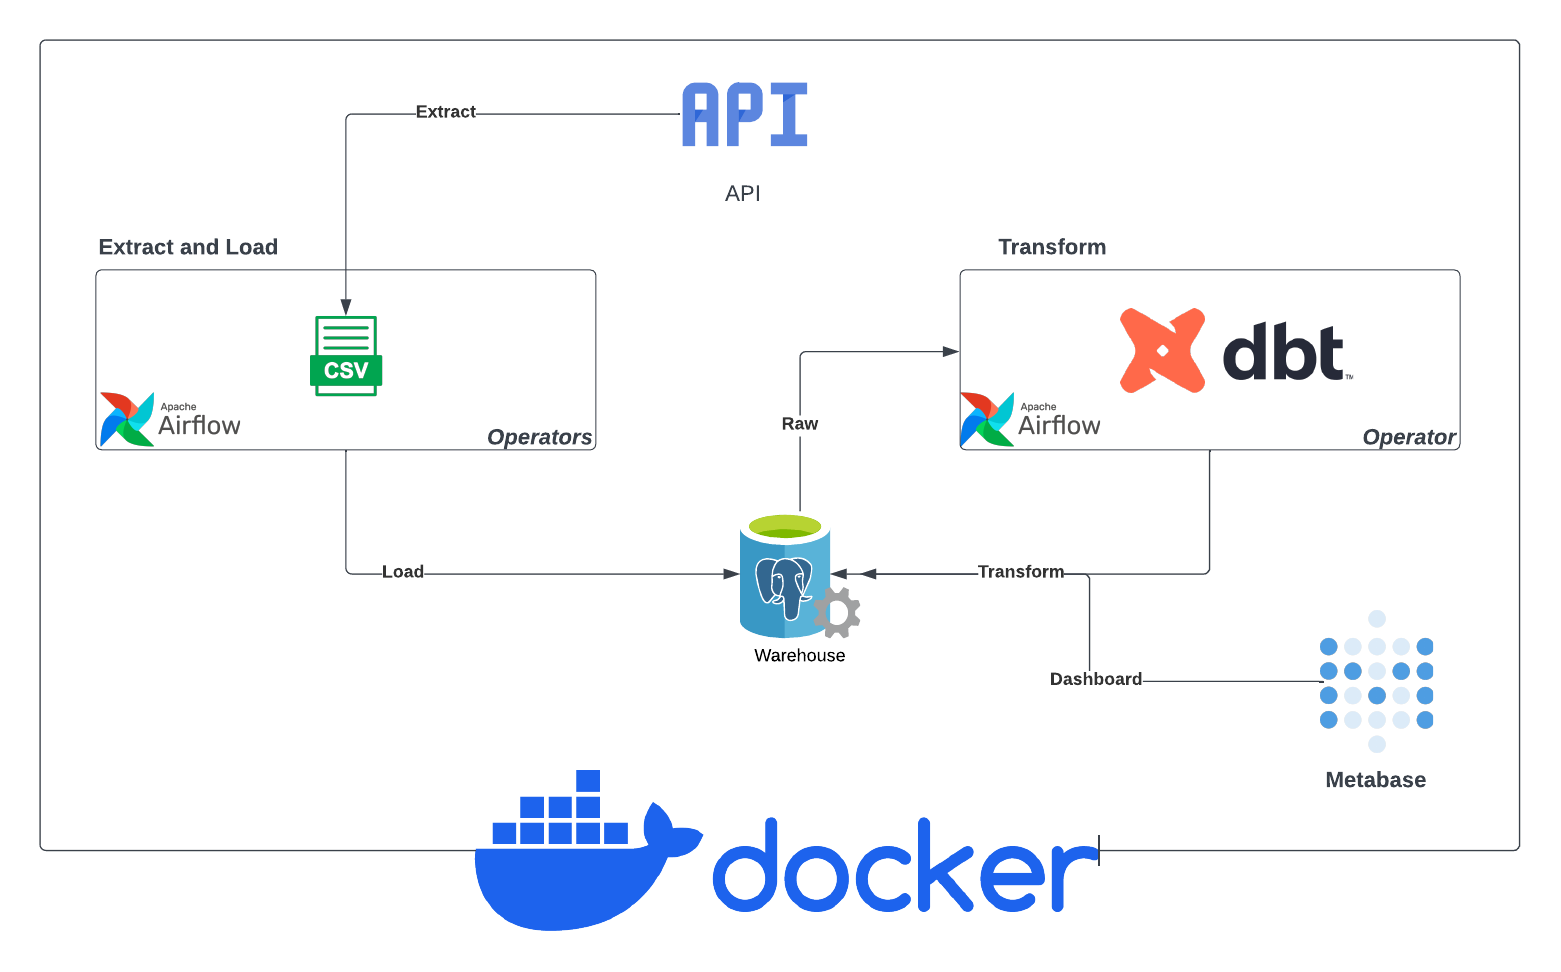 API
Extract
API
Extract and Load
Transform
CSV
dbt
TM
Apache
Airflow
Operators
Apache
Airflow
Operator
Raw
Load
Transform
Warehouse
Dashboard
Metabase
docker